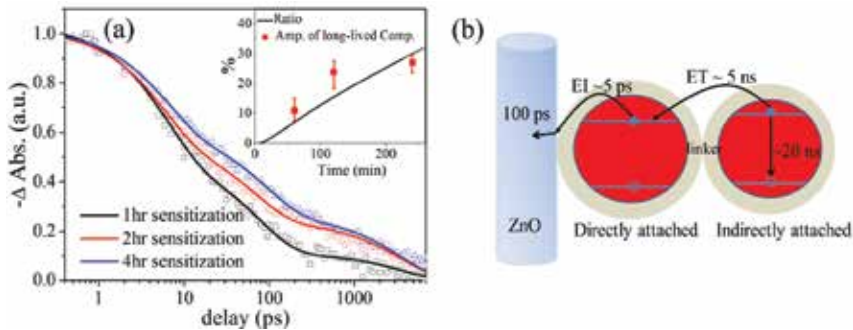 (a)
Ratio
Amp. of long-lived Comp.
40
30
20
10
0
%
0
100
200
Time (min)
1.0
0.8
0.6
0.4
0.2
0.0
-Δ Abs. (a.u.)
1hr sensitization
2hr sensitization
4hr sensitization
1
10
100
1000
delay (ps)
(b)
EI ~5 ps
ET ~ 5 ns
100 ps
linker
~20 ns
ZnO
Directly attached
Indirectly attached